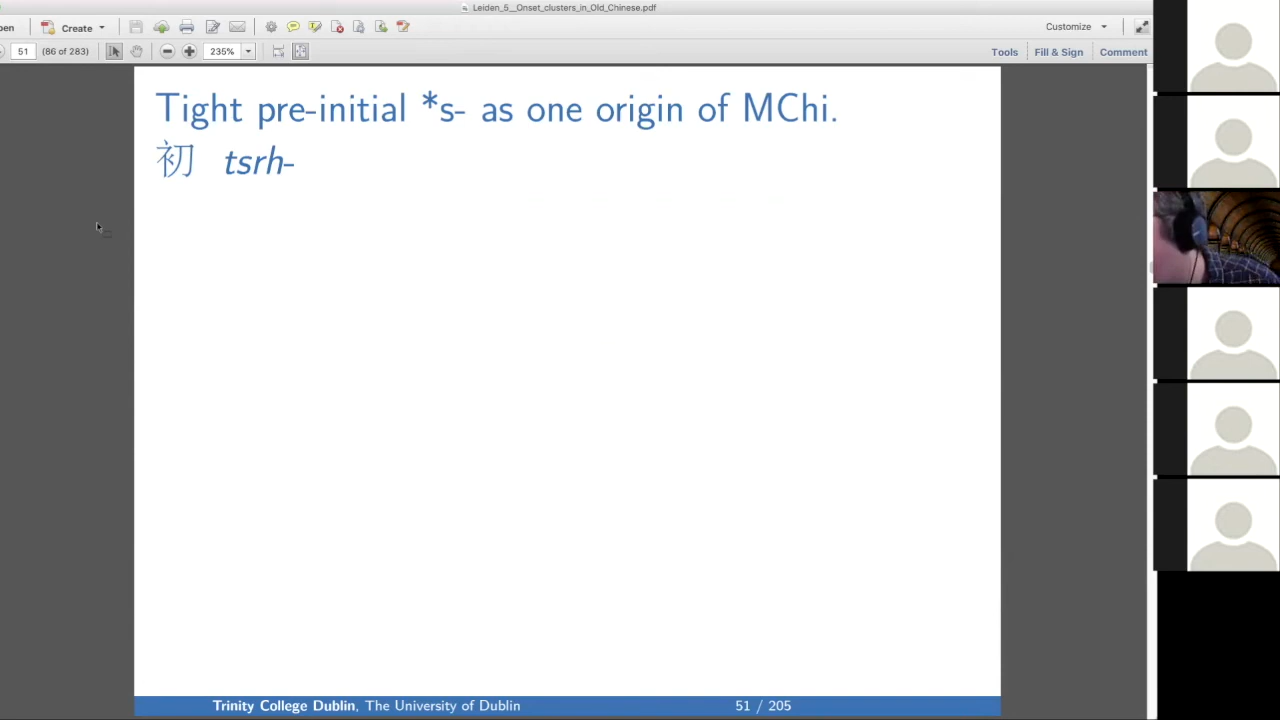 Leiden_5__Onset_clusters_in_Old_Chinese.pdf
pen Create Customize
51 (86 of 283) 235% Tools Fill & Sign Comment
Tight pre-initial *s- as one origin of MChi.
初 tsrh-
Trinity College Dublin, The University of Dublin 51 / 205